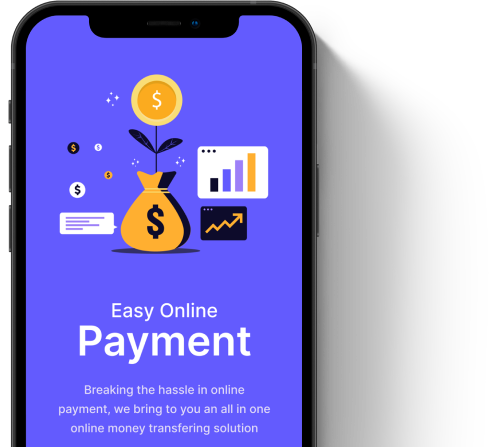 $
$
$
$
$
$
Easy Online
Payment
Breaking the hassle in online
payment, we bring to you an all in one
online money transfering solution